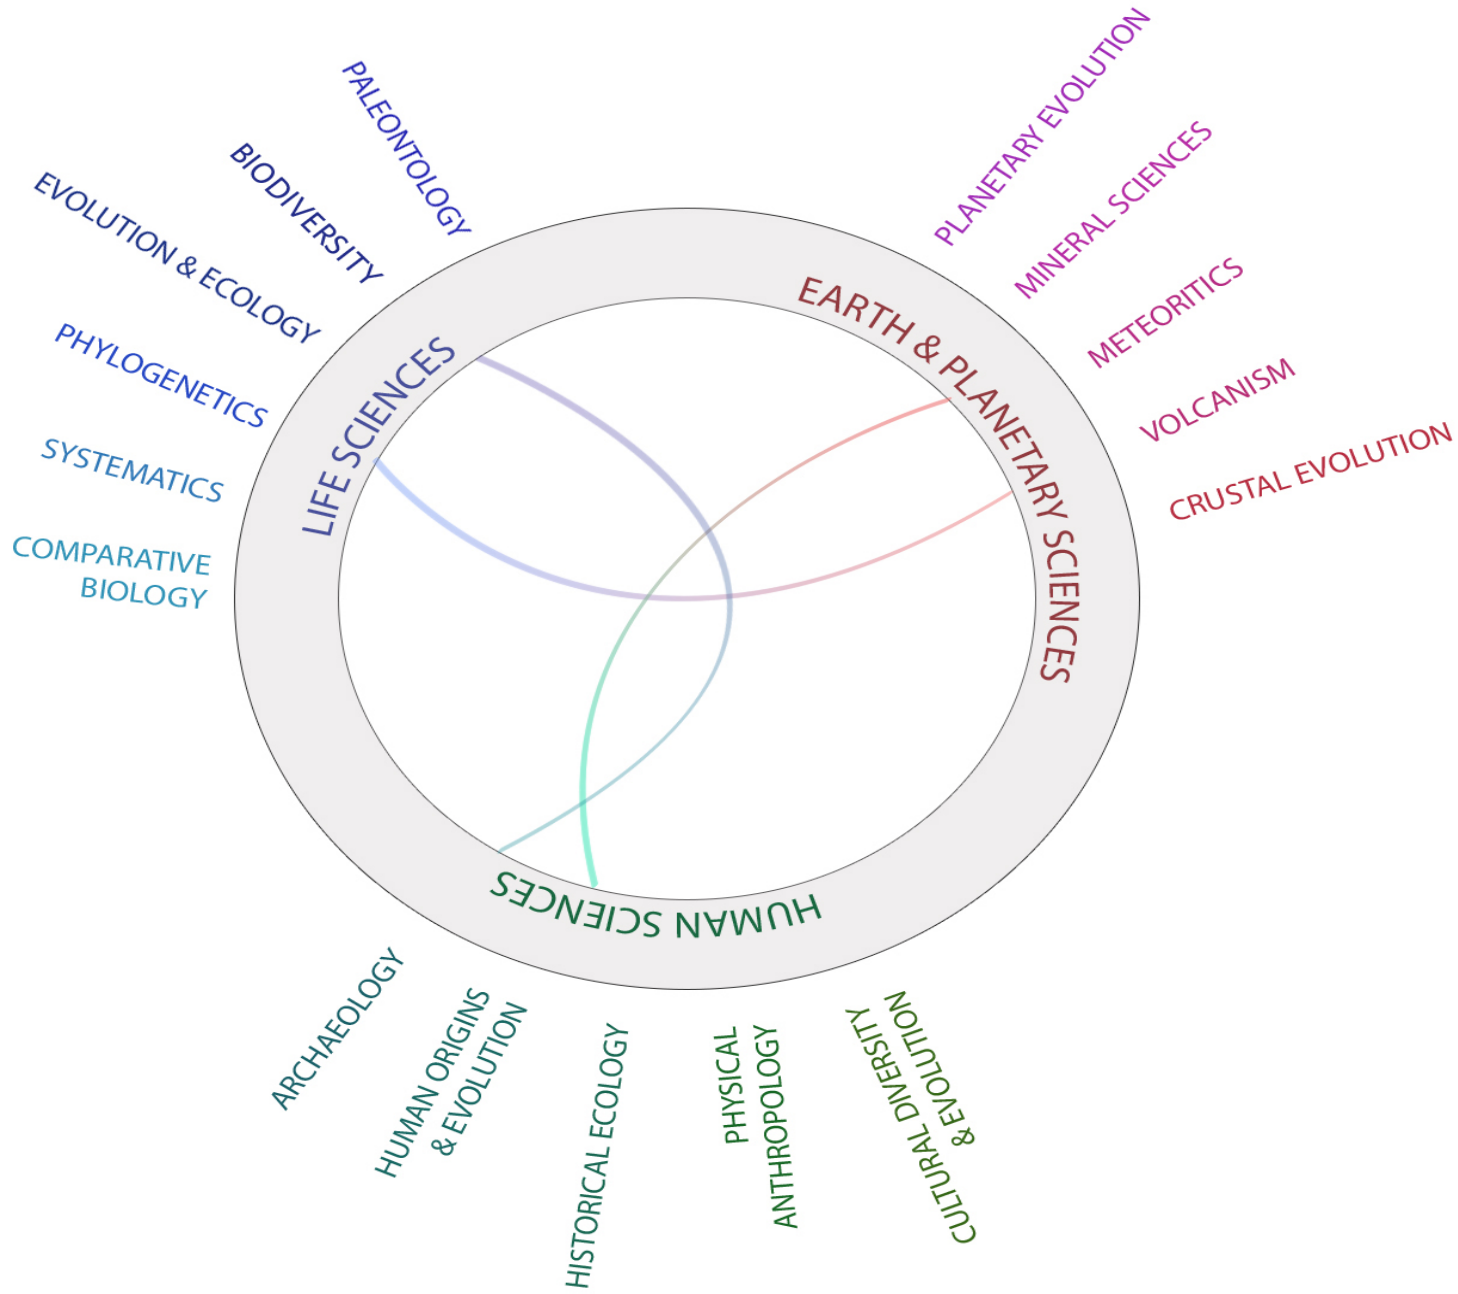 PALEONTOLOGY
BIODIVERSITY
EVOLUTION & ECOLOGY
PHYLOGENETICS
SYSTEMATICS
COMPARATIVE
BIOLOGY
LIFE SCIENCES
PLANETARY EVOLUTION
MINERAL SCIENCES
METEORITICS
VOLCANISM
CRUSTAL EVOLUTION
EARTH & PLANETARY SCIENCES
HUMAN SCIENCES
ARCHAEOLOGY
HUMAN ORIGINS
& EVOLUTION
HISTORICAL ECOLOGY
PHYSICAL
ANTHROPOLOGY
CULTURAL DIVERSITY
& EVOLUTION